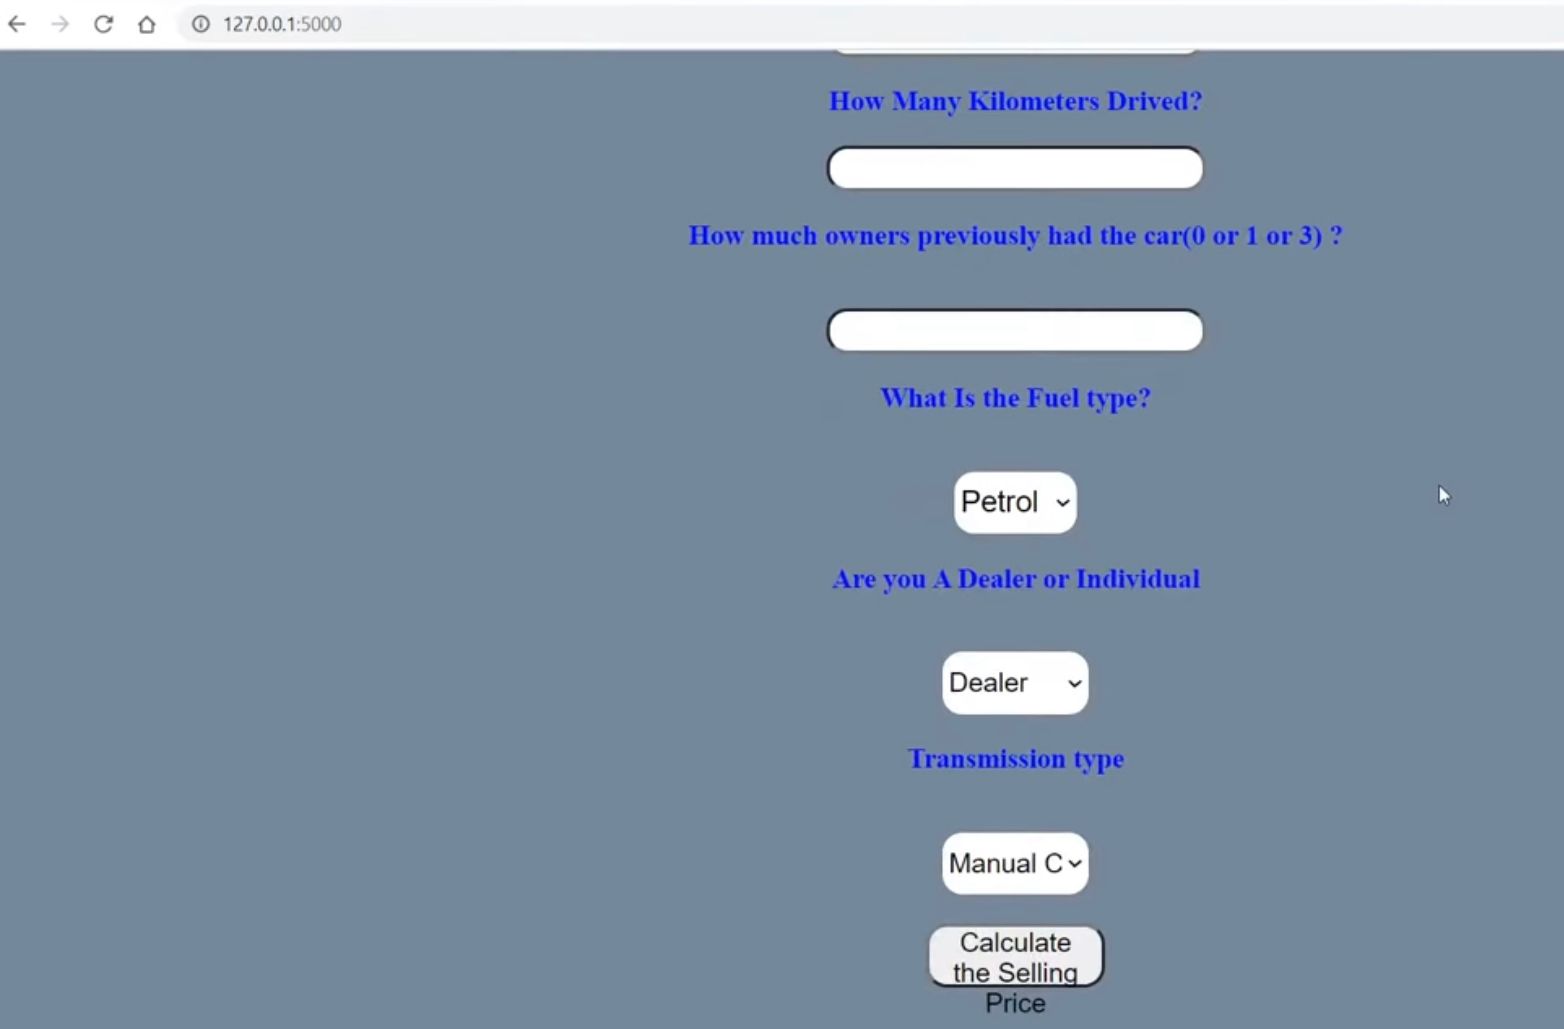 127.0.0.1:5000
How Many Kilometers Drived?
How much owners previously had the car(0 or 1 or 3) ?
What Is the Fuel type?
Petrol
Are you A Dealer or Individual
Dealer
Transmission type
Manual C
Calculate
the Selling
Price